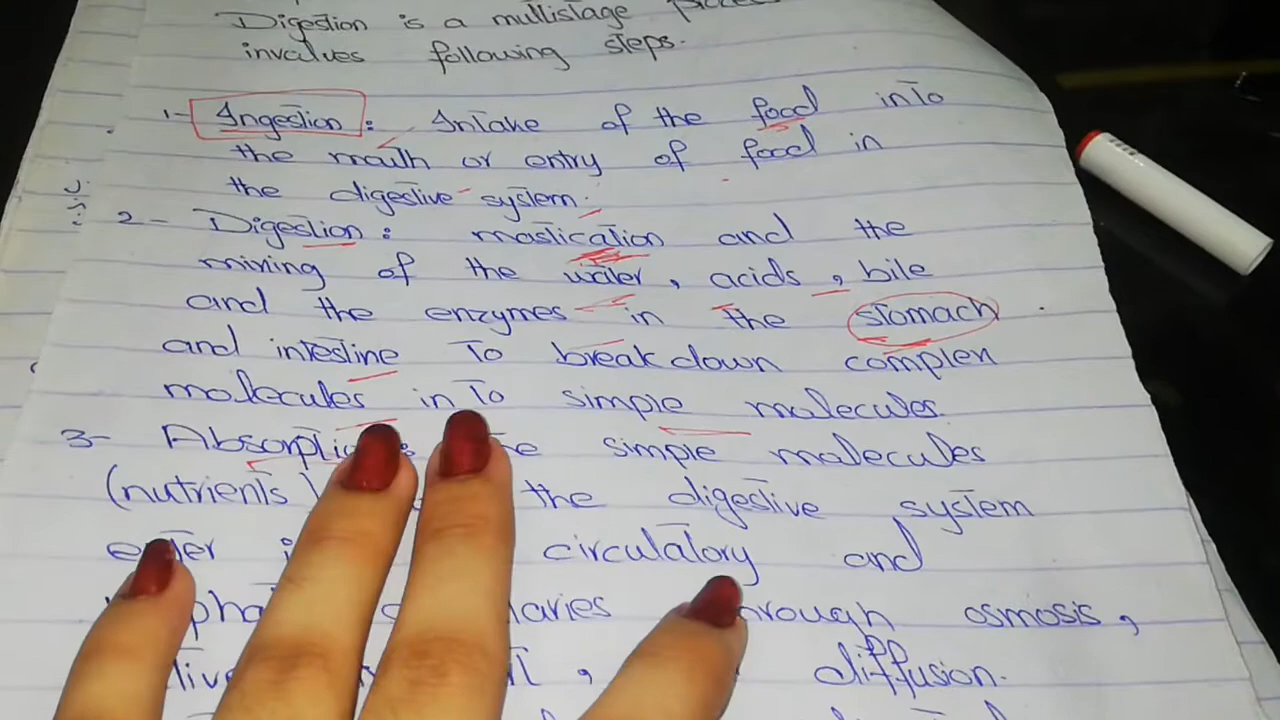 Digestion is a multistage
involves following steps.
1- Ingestion: Intake of the food into
the mouth or entry of food in
the digestive system.
2- Digestion: mastication and the
mixing of the water, acids, bile
and the enzymes in the stomach
and intestine to breakdown complex
molecules into simple molecules.
3- simple molecules
(nutrients the digestive system
circulatory and
osmosis,
, diffusion.